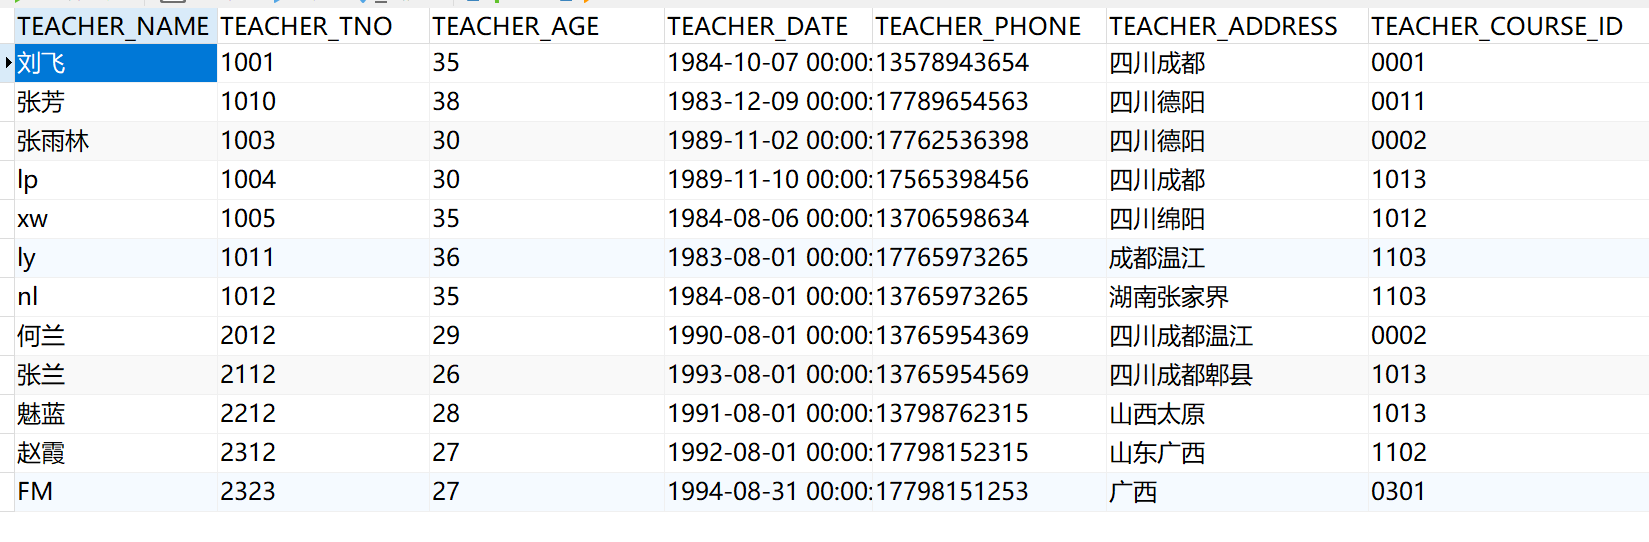 TEACHER_NAME TEACHER_TNO TEACHER_AGE TEACHER_DATE TEACHER_PHONE TEACHER_ADDRESS TEACHER_COURSE_ID
刘飞 1001 35 1984-10-07 00:00: 13578943654 四川成都 0001
张芳 1010 38 1983-12-09 00:00: 17789654563 四川德阳 0011
张雨林 1003 30 1989-11-02 00:00: 17762536398 四川德阳 0002
lp 1004 30 1989-11-10 00:00: 17565398456 四川成都 1013
xw 1005 35 1984-08-06 00:00: 13706598634 四川绵阳 1012
ly 1011 36 1983-08-01 00:00: 17765973265 成都温江 1103
nl 1012 35 1984-08-01 00:00: 13765973265 湖南张家界 1103
何兰 2012 29 1990-08-01 00:00: 13765954369 四川成都温江 0002
张兰 2112 26 1993-08-01 00:00: 13765954569 四川成都郫县 1013
魅蓝 2212 28 1991-08-01 00:00: 13798762315 山西太原 1013
赵霞 2312 27 1992-08-01 00:00: 17798152315 山东广西 1102
FM 2323 27 1994-08-31 00:00: 17798151253 广西 0301